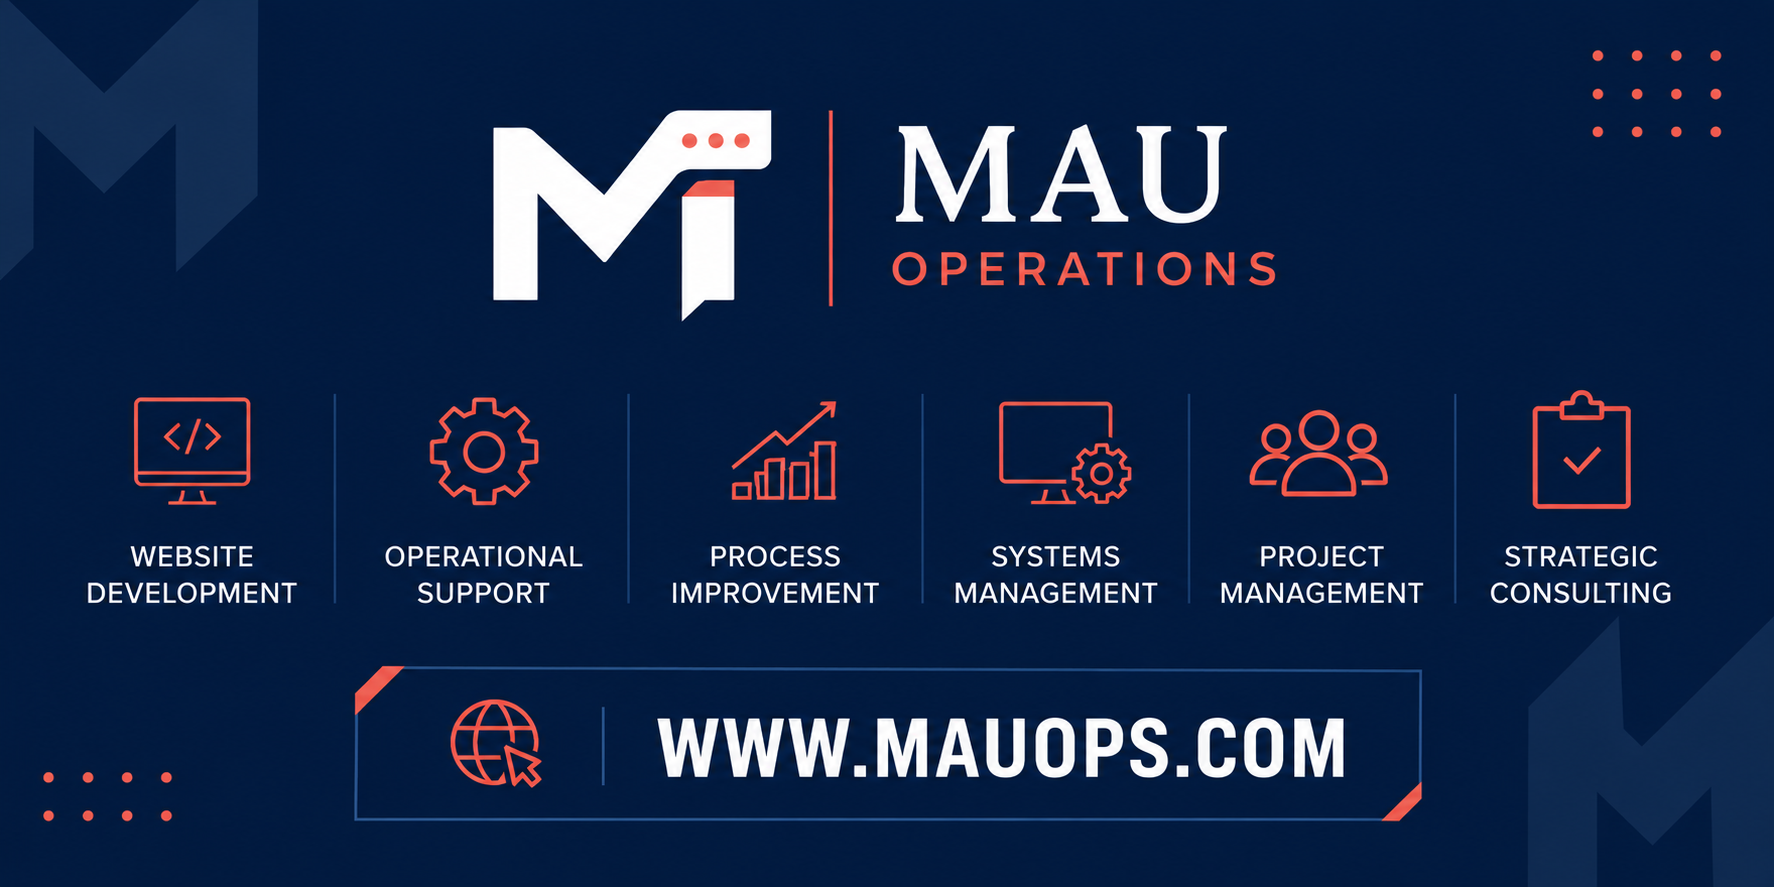 MAU
OPERATIONS
</>
WEBSITE
DEVELOPMENT
OPERATIONAL
SUPPORT
PROCESS
IMPROVEMENT
SYSTEMS
MANAGEMENT
PROJECT
MANAGEMENT
STRATEGIC
CONSULTING
WWW.MAUOPS.COM